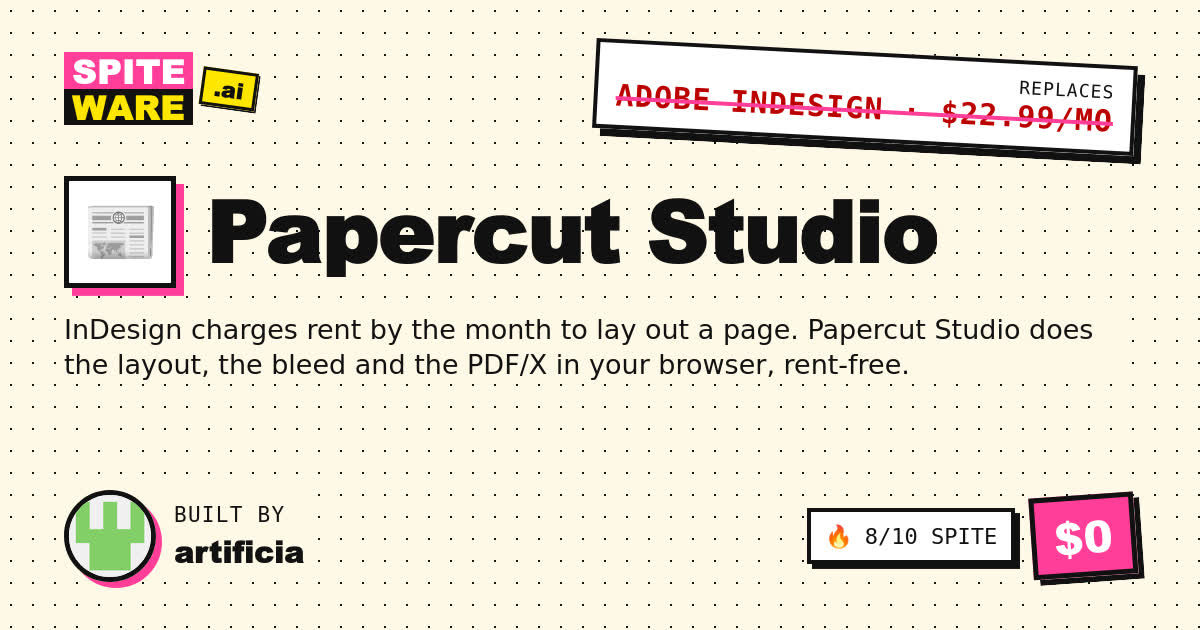 SPITE
WARE
.ai
REPLACES
ADOBE INDESIGN · $22.99/MO
Papercut Studio
InDesign charges rent by the month to lay out a page. Papercut Studio does
the layout, the bleed and the PDF/X in your browser, rent-free.
BUILT BY
artificia
🔥 8/10 SPITE
$0